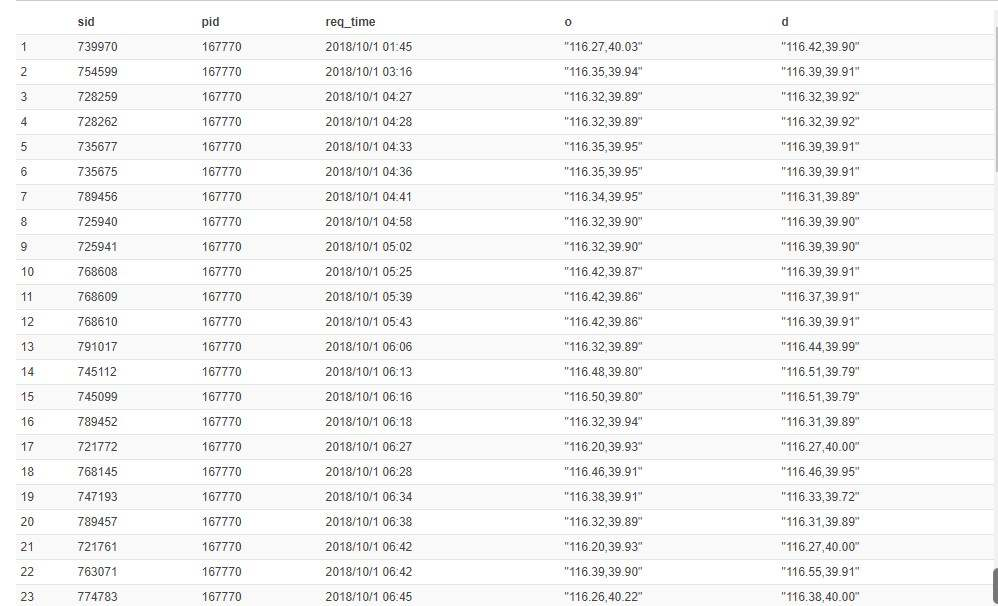 sid pid req_time o d
1 739970 167770 2018/10/1 01:45 "116.27,40.03" "116.42,39.90"
2 754599 167770 2018/10/1 03:16 "116.35,39.94" "116.39,39.91"
3 728259 167770 2018/10/1 04:27 "116.32,39.89" "116.32,39.92"
4 728262 167770 2018/10/1 04:28 "116.32,39.89" "116.32,39.92"
5 735677 167770 2018/10/1 04:33 "116.35,39.95" "116.39,39.91"
6 735675 167770 2018/10/1 04:36 "116.35,39.95" "116.39,39.91"
7 789456 167770 2018/10/1 04:41 "116.34,39.95" "116.31,39.89"
8 725940 167770 2018/10/1 04:58 "116.32,39.90" "116.39,39.90"
9 725941 167770 2018/10/1 05:02 "116.32,39.90" "116.39,39.90"
10 768608 167770 2018/10/1 05:25 "116.42,39.87" "116.39,39.91"
11 768609 167770 2018/10/1 05:39 "116.42,39.86" "116.37,39.91"
12 768610 167770 2018/10/1 05:43 "116.42,39.86" "116.39,39.91"
13 791017 167770 2018/10/1 06:06 "116.32,39.89" "116.44,39.99"
14 745112 167770 2018/10/1 06:13 "116.48,39.80" "116.51,39.79"
15 745099 167770 2018/10/1 06:16 "116.50,39.80" "116.51,39.79"
16 789452 167770 2018/10/1 06:18 "116.32,39.94" "116.31,39.89"
17 721772 167770 2018/10/1 06:27 "116.20,39.93" "116.27,40.00"
18 768145 167770 2018/10/1 06:28 "116.46,39.91" "116.46,39.95"
19 747193 167770 2018/10/1 06:34 "116.38,39.91" "116.33,39.72"
20 789457 167770 2018/10/1 06:38 "116.32,39.89" "116.31,39.89"
21 721761 167770 2018/10/1 06:42 "116.20,39.93" "116.27,40.00"
22 763071 167770 2018/10/1 06:42 "116.39,39.90" "116.55,39.91"
23 774783 167770 2018/10/1 06:45 "116.26,40.22" "116.38,40.00"